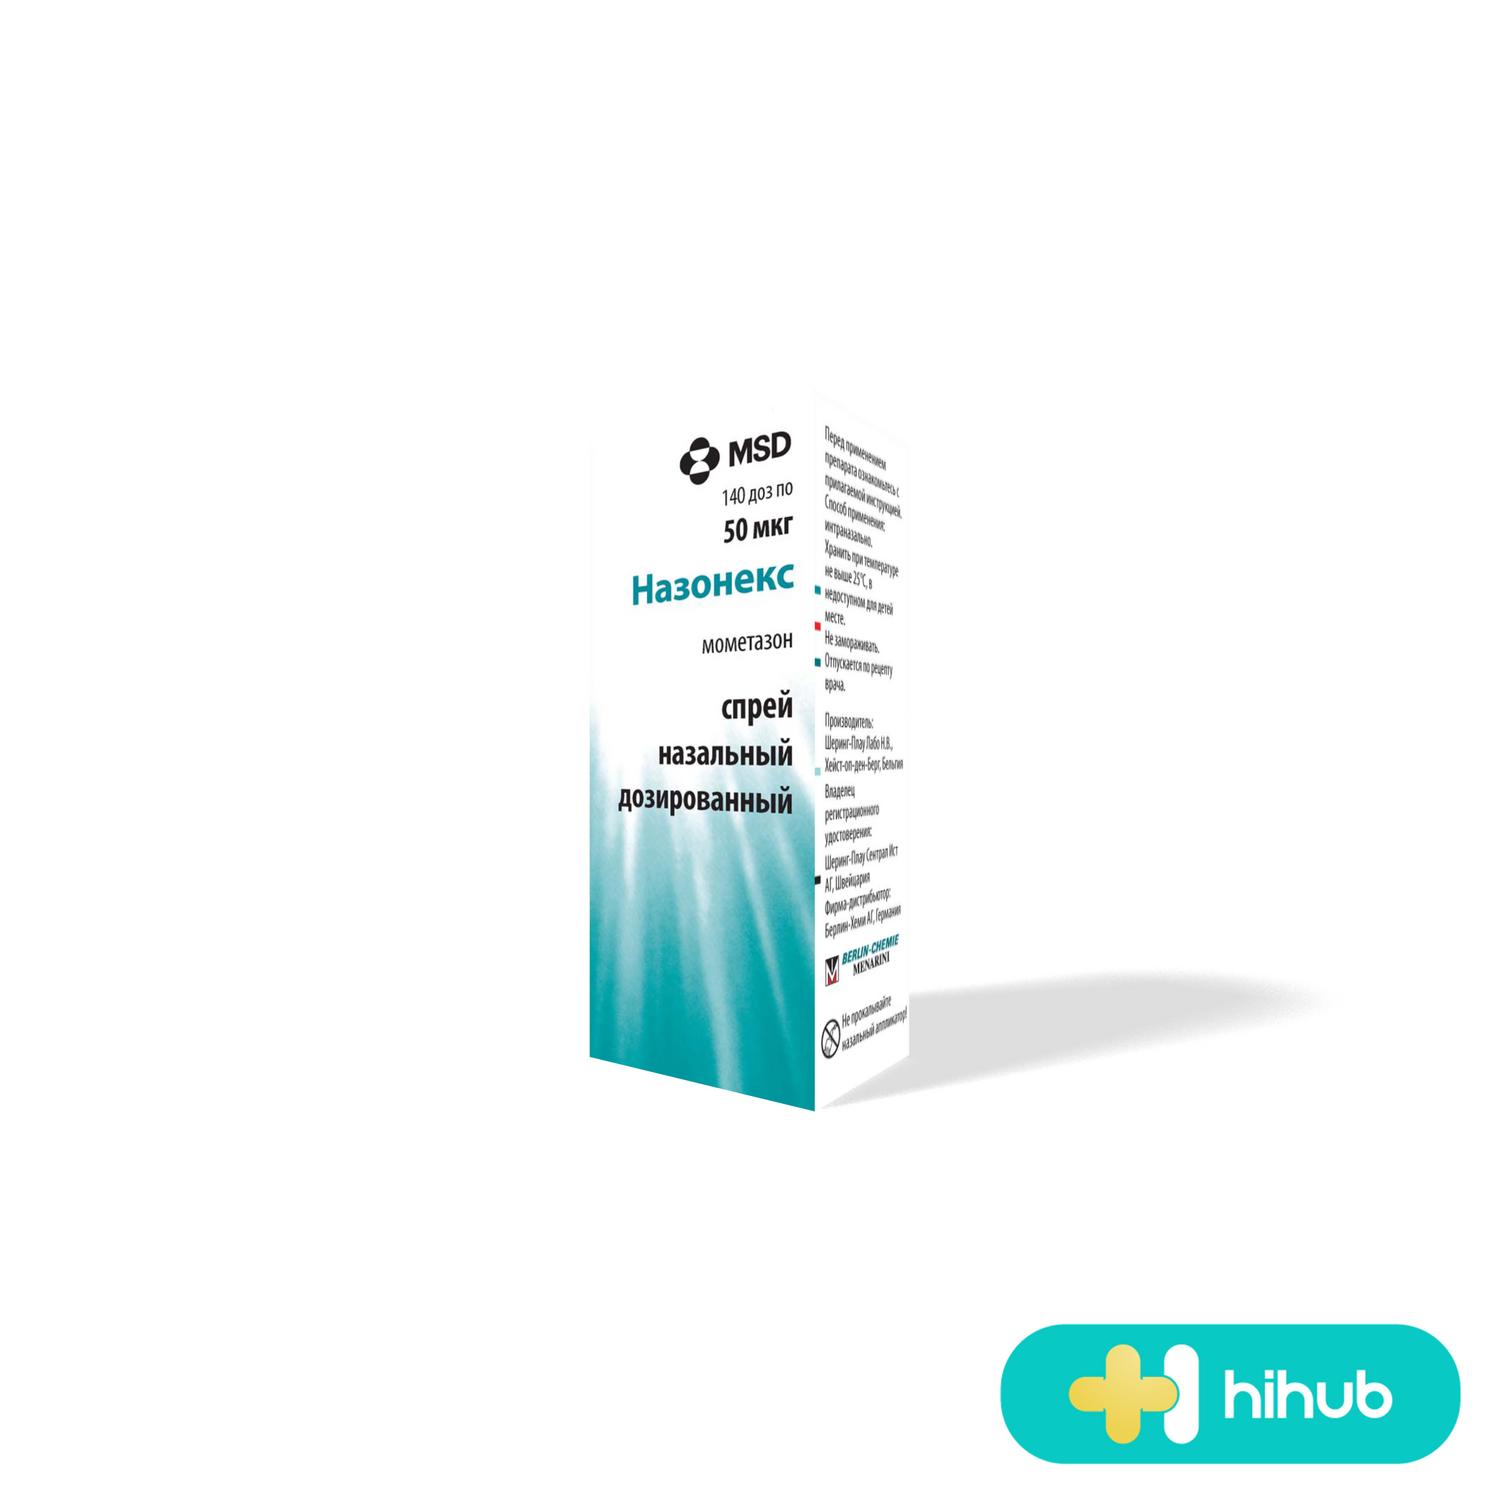 MSD
140 доз по
50 мкг
Назонекс
мометазон
спрей
назальный
дозированный
Перед применением
препарата ознакомьтесь с
прилагаемой инструкцией.
Способ применения:
интраназально.
Хранить при температуре
не выше 25°С, в
недоступном для детей
месте.
Не замораживать.
Отпускается по рецепту
врача.
Производитель:
Шеринг-Плау Лабо Н.В.,
Хейст-оп-ден-Берг, Бельгия
Владелец
регистрационного
удостоверения:
Шеринг-Плау Сентрал Ист
АГ, Швейцария
Фирма-дистрибьютор:
Берлин-Хеми АГ, Германия
BERLIN-CHEMIE
MENARINI
Не прокалывайте
назальный аппликатор!
hihub